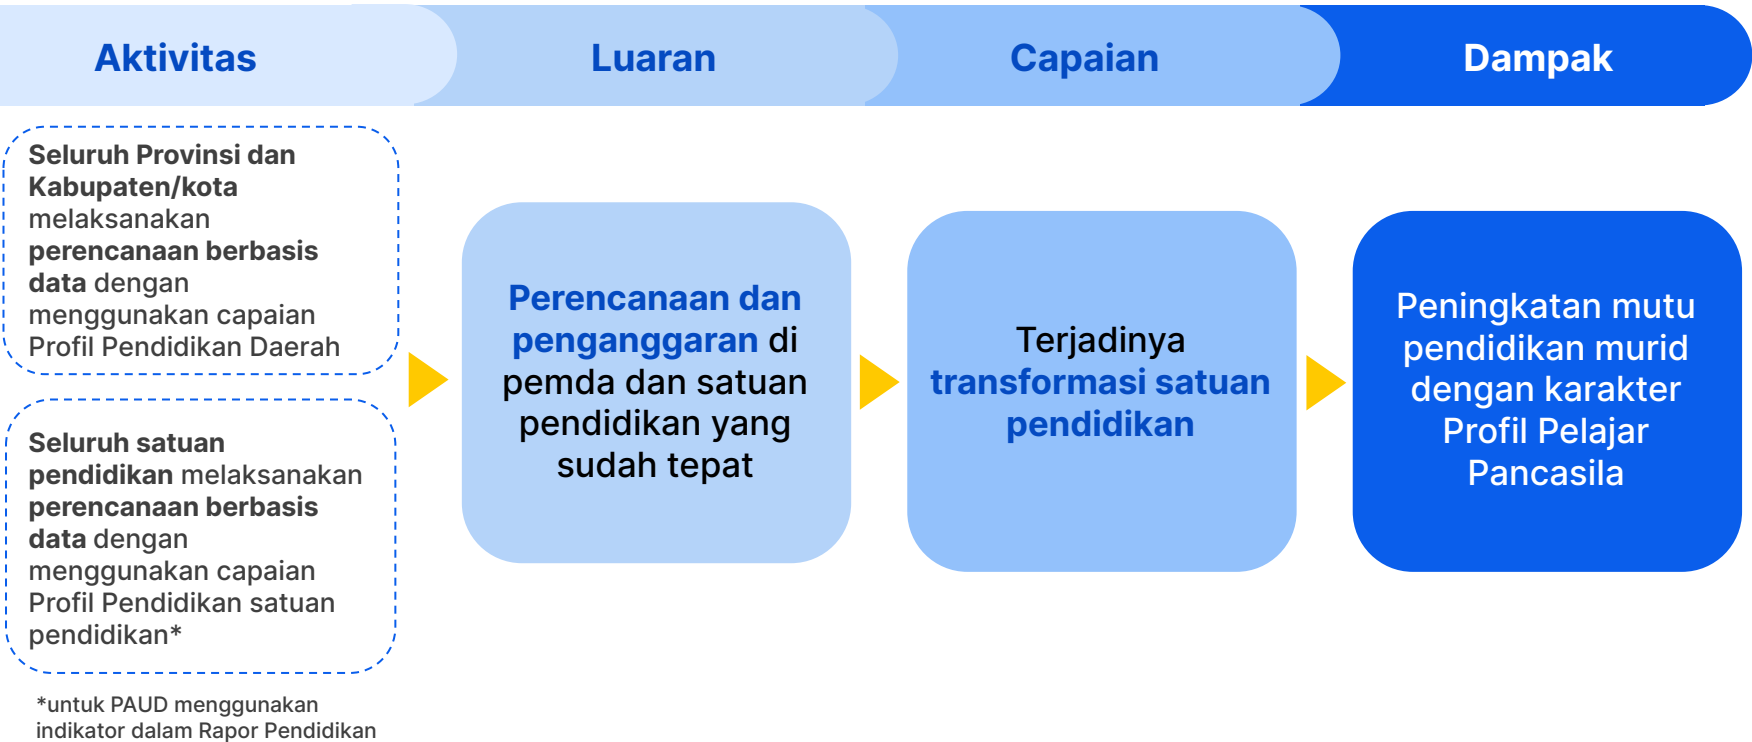 Aktivitas
Luaran
Capaian
Dampak
Seluruh Provinsi dan
Kabupaten/kota
melaksanakan
perencanaan berbasis
data dengan
menggunakan capaian
Profil Pendidikan Daerah
Seluruh satuan
pendidikan melaksanakan
perencanaan berbasis
data dengan
menggunakan capaian
Profil Pendidikan satuan
pendidikan*
*untuk PAUD menggunakan
indikator dalam Rapor Pendidikan
Perencanaan dan
penganggaran di
pemda dan satuan
pendidikan yang
sudah tepat
Terjadinya
transformasi satuan
pendidikan
Peningkatan mutu
pendidikan murid
dengan karakter
Profil Pelajar
Pancasila